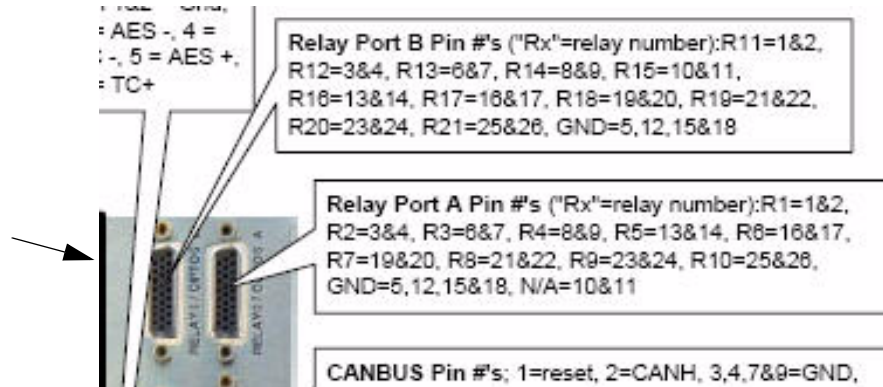 = AES -, 4 =
-, 5 = AES +,
= TC+
Relay Port B Pin #'s ("Rx"=relay number):R11=1&2,
R12=3&4, R13=6&7, R14=8&9, R15=10&11,
R16=13&14, R17=16&17, R18=19&20, R19=21&22,
R20=23&24, R21=25&26, GND=5,12,15&18
Relay Port A Pin #'s ("Rx"=relay number):R1=1&2,
R2=3&4, R3=6&7, R4=8&9, R5=13&14, R6=16&17,
R7=19&20, R8=21&22, R9=23&24, R10=25&26,
GND=5,12,15&18, N/A=10&11
RELAY
A
CANBUS Pin #'s; 1=reset, 2=CANH, 3,4,7&9=GND,